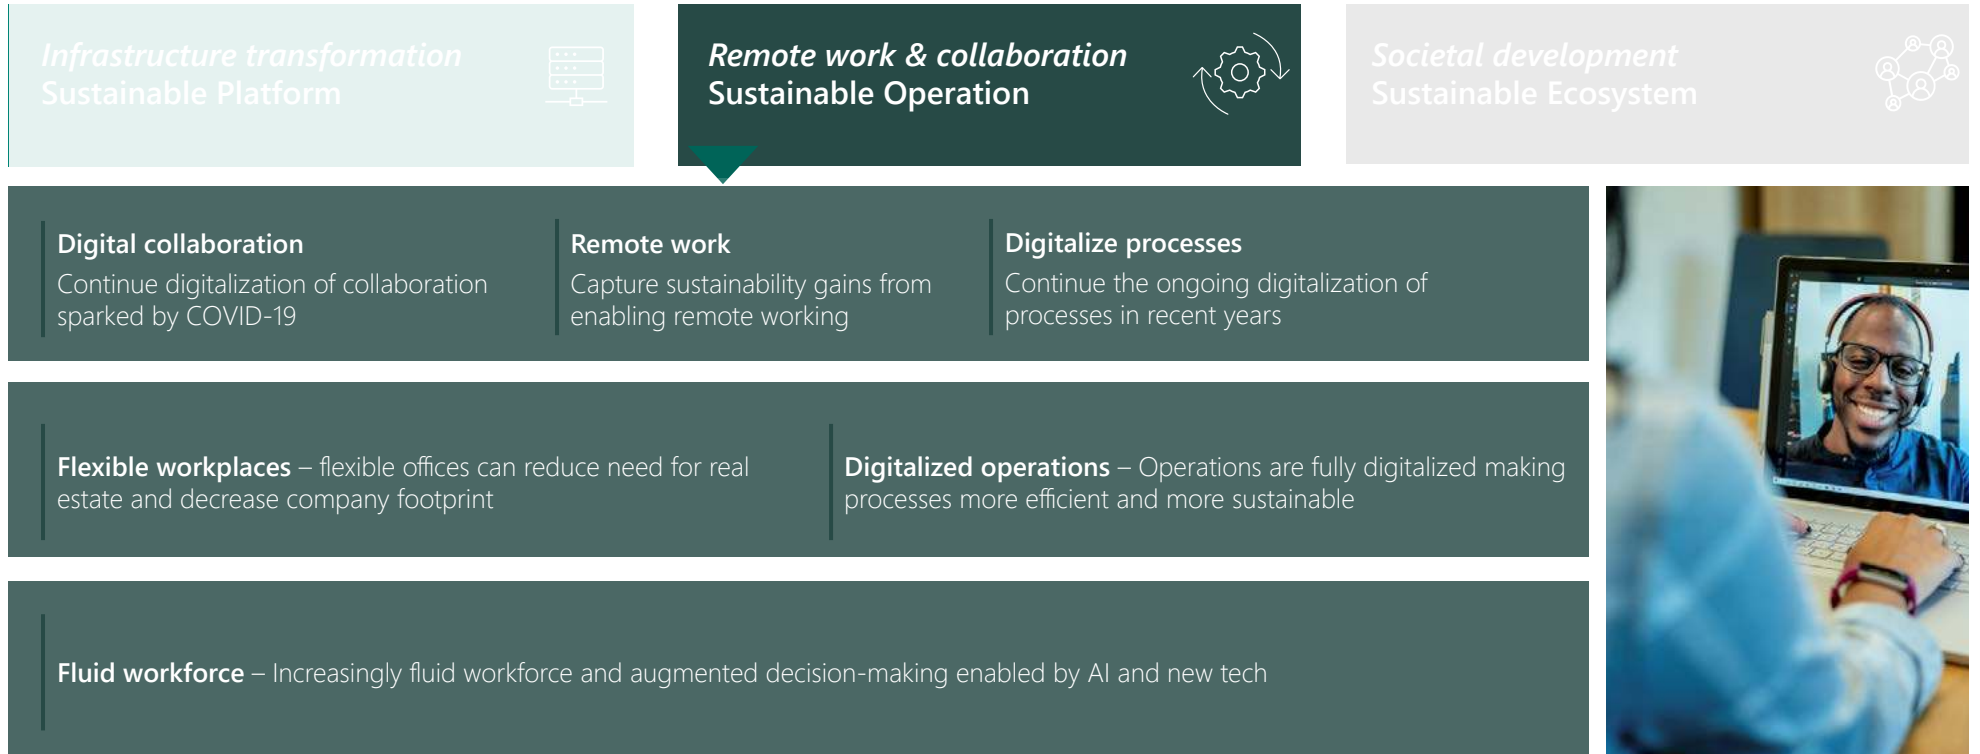 Infrastructure transformation
Sustainable Platform
Remote work & collaboration
Sustainable Operation
Societal development
Sustainable Ecosystem
Digital collaboration
Continue digitalization of collaboration
sparked by COVID-19
Remote work
Capture sustainability gains from
enabling remote working
Digitalize processes
Continue the ongoing digitalization of
processes in recent years
Flexible workplaces – flexible offices can reduce need for real
estate and decrease company footprint
Digitalized operations – Operations are fully digitalized making
processes more efficient and more sustainable
Fluid workforce – Increasingly fluid workforce and augmented decision-making enabled by AI and new tech